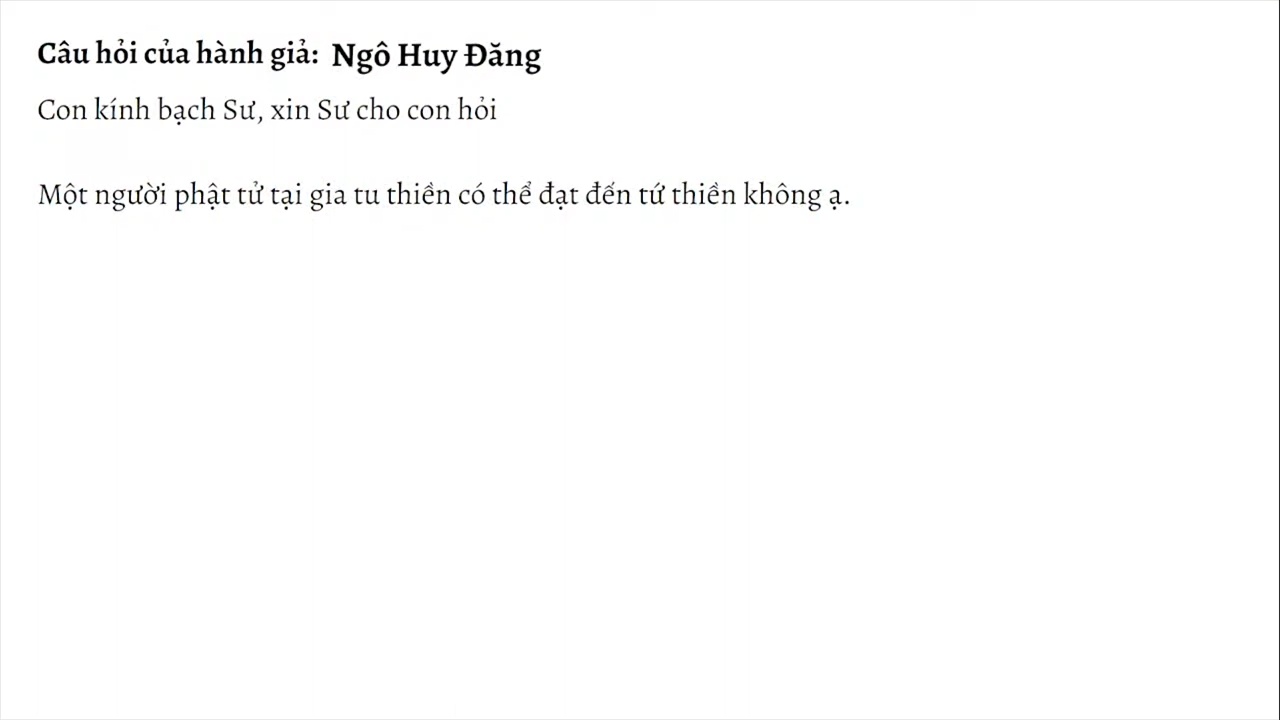 Câu hỏi của hành giả: Ngô Huy Đăng
Con kính bạch Sư, xin Sư cho con hỏi
Một người phật tử tại gia tu thiền có thể đạt đến tứ thiền không ạ.